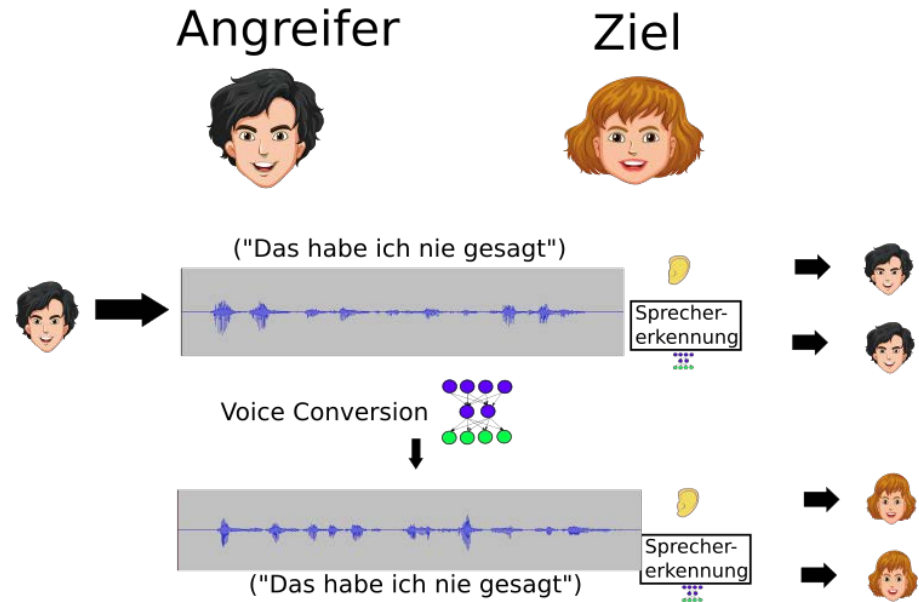 Angreifer
Ziel
("Das habe ich nie gesagt")
Sprecher-
erkennung
Voice Conversion
Sprecher-
erkennung
("Das habe ich nie gesagt")